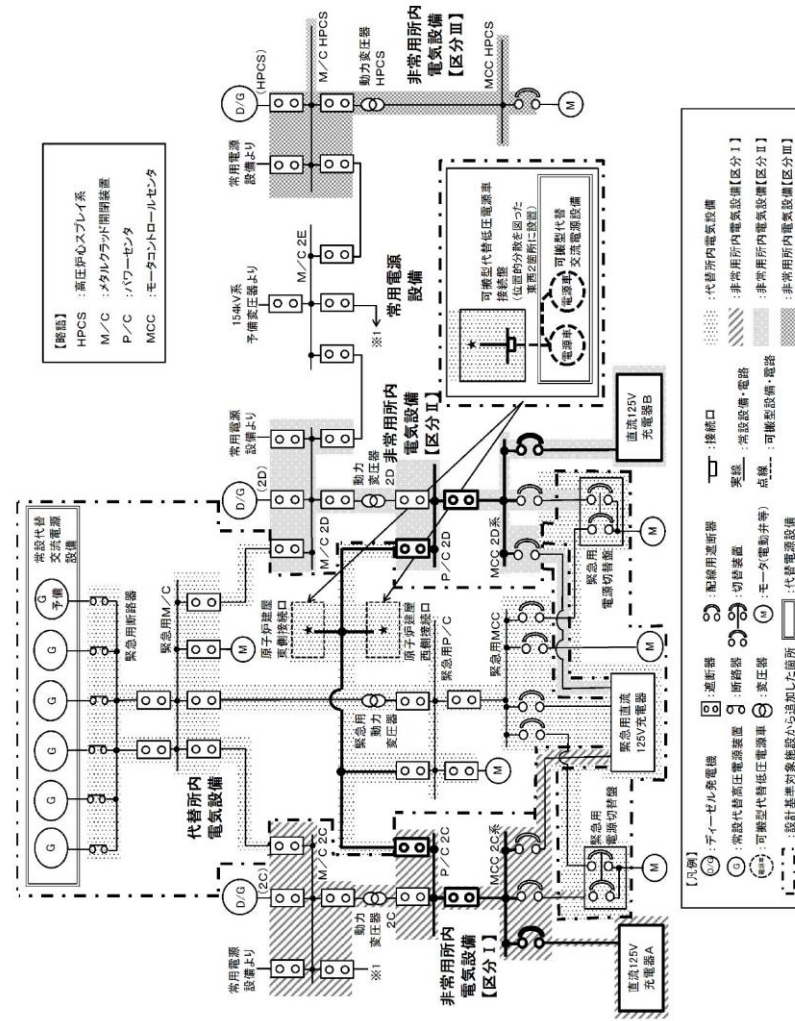 【略語】
HPCS :高圧炉心スプレイ系
M/C :メタルクラッド開閉装置
P/C :パワーセンタ
MCC :モータコントロールセンタ
常設代替
交流電源
設備
G
G
G
G
G
G
予備
緊急用断路器
緊急用M/C
M
代替所内
電気設備
D/G
(2C)
常用電源
設備より
M/C 2C
※1
動力
変圧器
2C
非常用所内
電気設備
【区分Ⅰ】
P/C 2C
MCC 2C系
直流125V
充電器A
緊急用
電源切替盤
M
緊急用
動力
変圧器
緊急用P/C
M
緊急用MCC
M
緊急用直流
125V充電器
原子炉建屋
東側接続口
★
原子炉建屋
西側接続口
★
D/G
(2D)
常用電源
設備より
M/C 2D
動力
変圧器
2D
非常用所内
電気設備
【区分Ⅱ】
P/C 2D
MCC 2D系
緊急用
電源切替盤
M
直流125V
充電器B
154kV系
予備変圧器より
M/C 2E
※1
常用電源
設備
可搬型代替低圧電源車
接続盤
(位置的分散を図った
東西2箇所に設置)
★
可搬型代替
交流電源設備
電源車
電源車
D/G
(HPCS)
常用電源
設備より
M/C HPCS
動力変圧器
HPCS
非常用所内
電気設備
【区分Ⅲ】
MCC HPCS
M
【凡例】
D/G :ディーゼル発電機
G :常設代替高圧電源装置
電源車 :可搬型代替低圧電源車
:設計基準対象施設から追加した箇所
:遮断器
:断路器
:変圧器
:配線用遮断器
:切替装置
M :モータ(電動弁等)
:代替電源設備
:接続口
実線 :常設設備・電路
点線 :可搬型設備・電路
:代替所内電気設備
:非常用所内電気設備【区分Ⅰ】
:非常用所内電気設備【区分Ⅱ】
:非常用所内電気設備【区分Ⅲ】